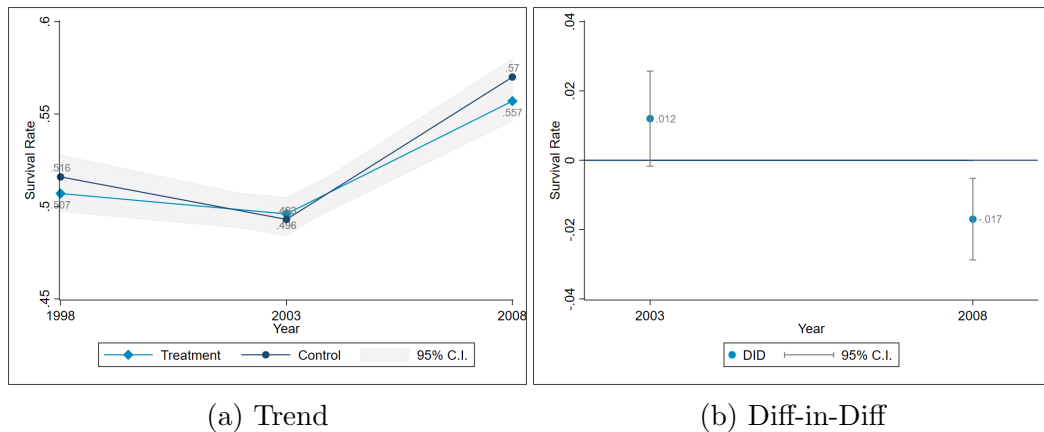 .6
.55
.5
.45
Survival Rate
.516
.507
.493
.496
.57
.557
1998
2003
2008
Year
Treatment
Control
95% C.I.
(a) Trend
.04
.02
0
-.02
-.04
Survival Rate
.012
-.017
2003
2008
Year
DID
95% C.I.
(b) Diff-in-Diff